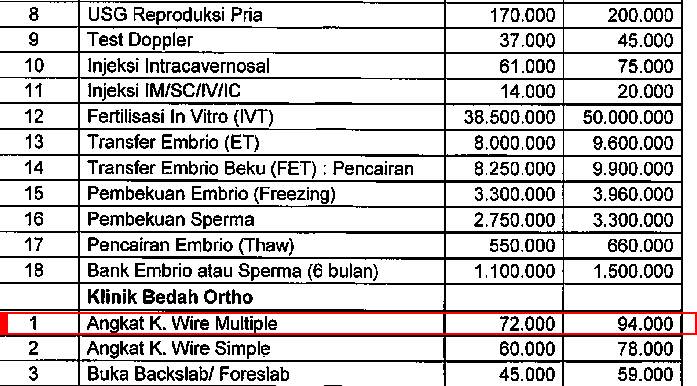 8 USG Reproduksi Pria 170.000 200.000
9 Test Doppler 37.000 45.000
10 Injeksi Intracavernosal 61.000 75.000
11 Injeksi IM/SC/IV/IC 14.000 20.000
12 Fertilisasi In Vitro (IVT) 38.500.000 50.000.000
13 Transfer Embrio (ET) 8.000.000 9.600.000
14 Transfer Embrio Beku (FET) : Pencairan 8.250.000 9.900.000
15 Pembekuan Embrio (Freezing) 3.300.000 3.960.000
16 Pembekuan Sperma 2.750.000 3.300.000
17 Pencairan Embrio (Thaw) 550.000 660.000
18 Bank Embrio atau Sperma (6 bulan) 1.100.000 1.500.000
Klinik Bedah Ortho
1 Angkat K. Wire Multiple 72.000 94.000
2 Angkat K. Wire Simple 60.000 78.000
3 Buka Backslab/ Foreslab 45.000 59.000